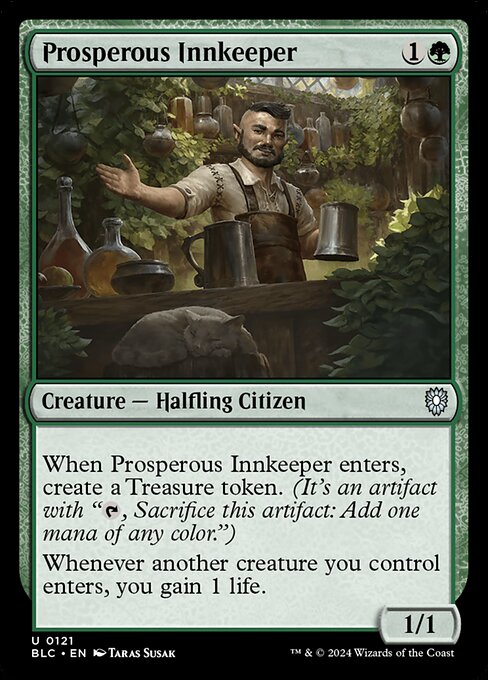 Prosperous Innkeeper 1
Creature — Halfling Citizen
When Prosperous Innkeeper enters,
create a Treasure token. (It's an artifact
with “, Sacrifice this artifact: Add one
mana of any color.”)
Whenever another creature you control
enters, you gain 1 life.
1/1
U 0121
BLC • EN Taras Susak
™ & © 2024 Wizards of the Coast